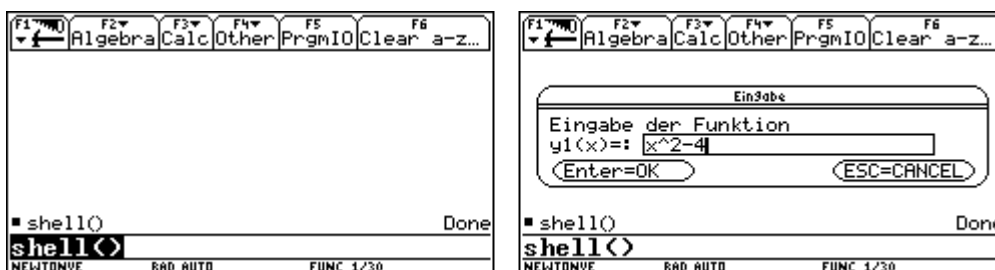 F1 F2 F3 F4 F5 F6
Algebra Calc Other PrgmIO Clear a-z…
shell() Done
shell()
NEWTONVE RAD AUTO FUNC 1/30
F1 F2 F3 F4 F5 F6
Algebra Calc Other PrgmIO Clear a-z…
Eingabe
Eingabe der Funktion
y1(x)=: x^2-4
Enter=OK ESC=CANCEL
shell() Done
shell()
NEWTONVE RAD AUTO FUNC 1/30